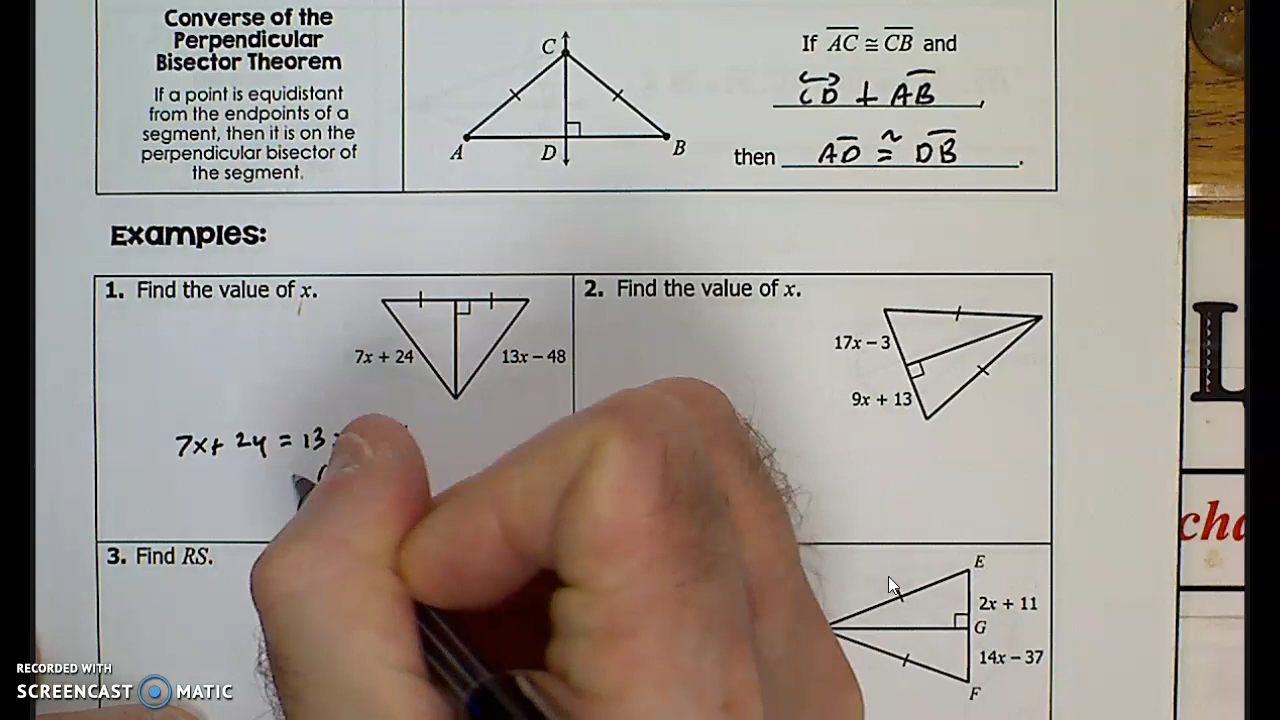 Converse of the
Perpendicular
Bisector Theorem
If a point is equidistant
from the endpoints of a
segment, then it is on the
perpendicular bisector of
the segment.
C
A
D
B
If AC ≅ CB and
CD ⊥ AB,
then AD ≅ DB.
Examples:
1. Find the value of x.
7x + 24
13x – 48
7x + 24 = 13
2. Find the value of x.
17x – 3
9x + 13
3. Find RS.
E
2x + 11
G
14x – 37
F
cha
RECORDED WITH
SCREENCAST MATIC